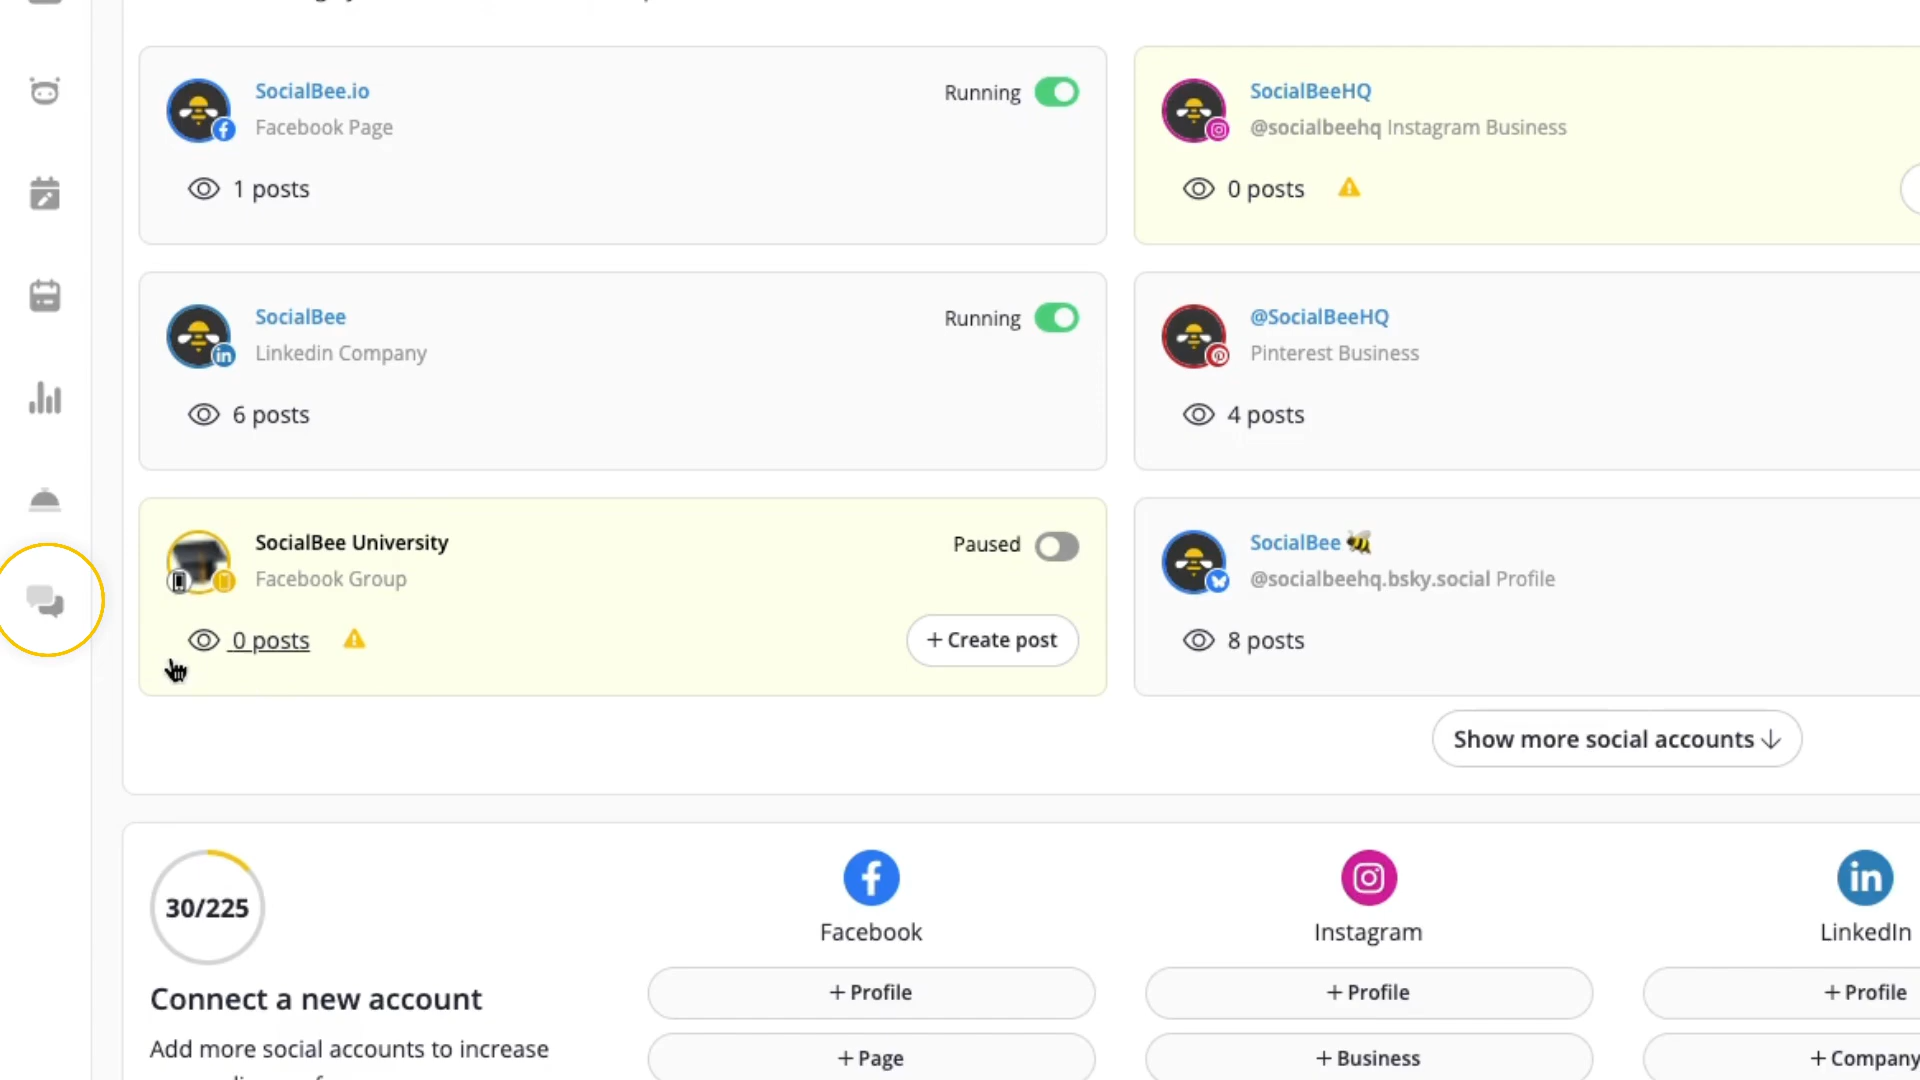 SocialBee.io
Facebook Page
Running
1 posts
SocialBeeHQ
@socialbeehq Instagram Business
0 posts
SocialBee
Linkedin Company
Running
6 posts
@SocialBeeHQ
Pinterest Business
4 posts
SocialBee University
Facebook Group
Paused
0 posts
+ Create post
SocialBee 🐝
@socialbeehq.bsky.social Profile
8 posts
Show more social accounts ↓
30/225
Connect a new account
Add more social accounts to increase
Facebook
+ Profile
+ Page
Instagram
+ Profile
+ Business
LinkedIn
+ Profile
+ Company